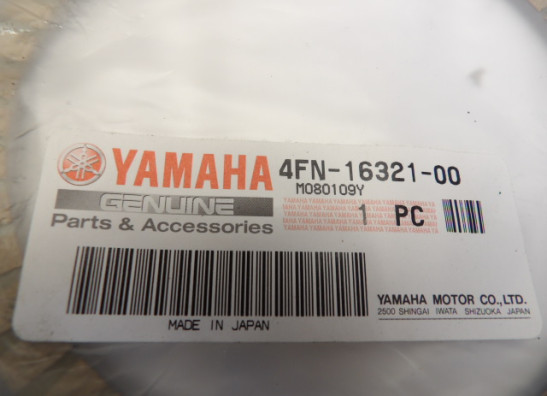 YAMAHA 4FN-16321-00
M080109Y
GENUINE
Parts & Accessories
1 PC
YAMAHA MOTOR CO.,LTD.
2500 SHINGAI IWATA SHIZUOKA JAPAN
MADE IN JAPAN